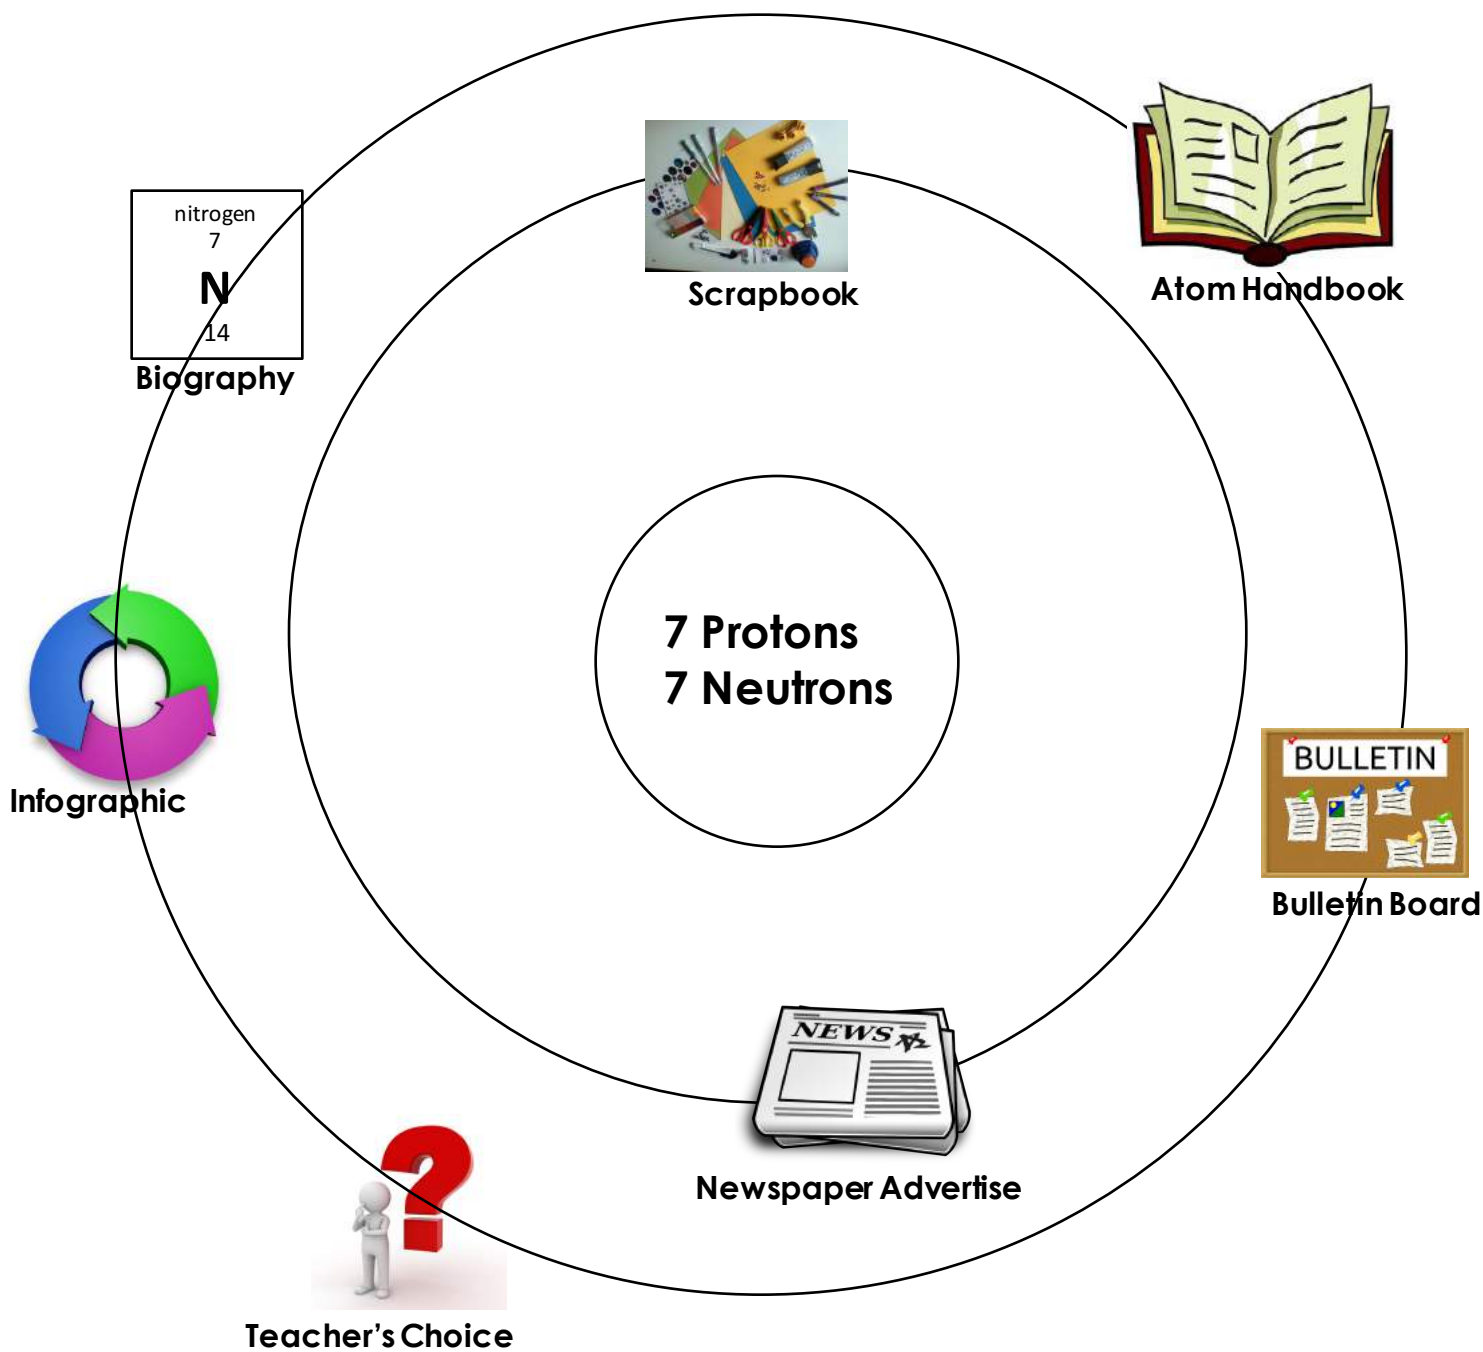 nitrogen
7
N
14
Biography
Scrapbook
Atom Handbook
7 Protons
7 Neutrons
Infographic
BULLETIN
Bulletin Board
NEWS
Newspaper Advertise
Teacher's Choice